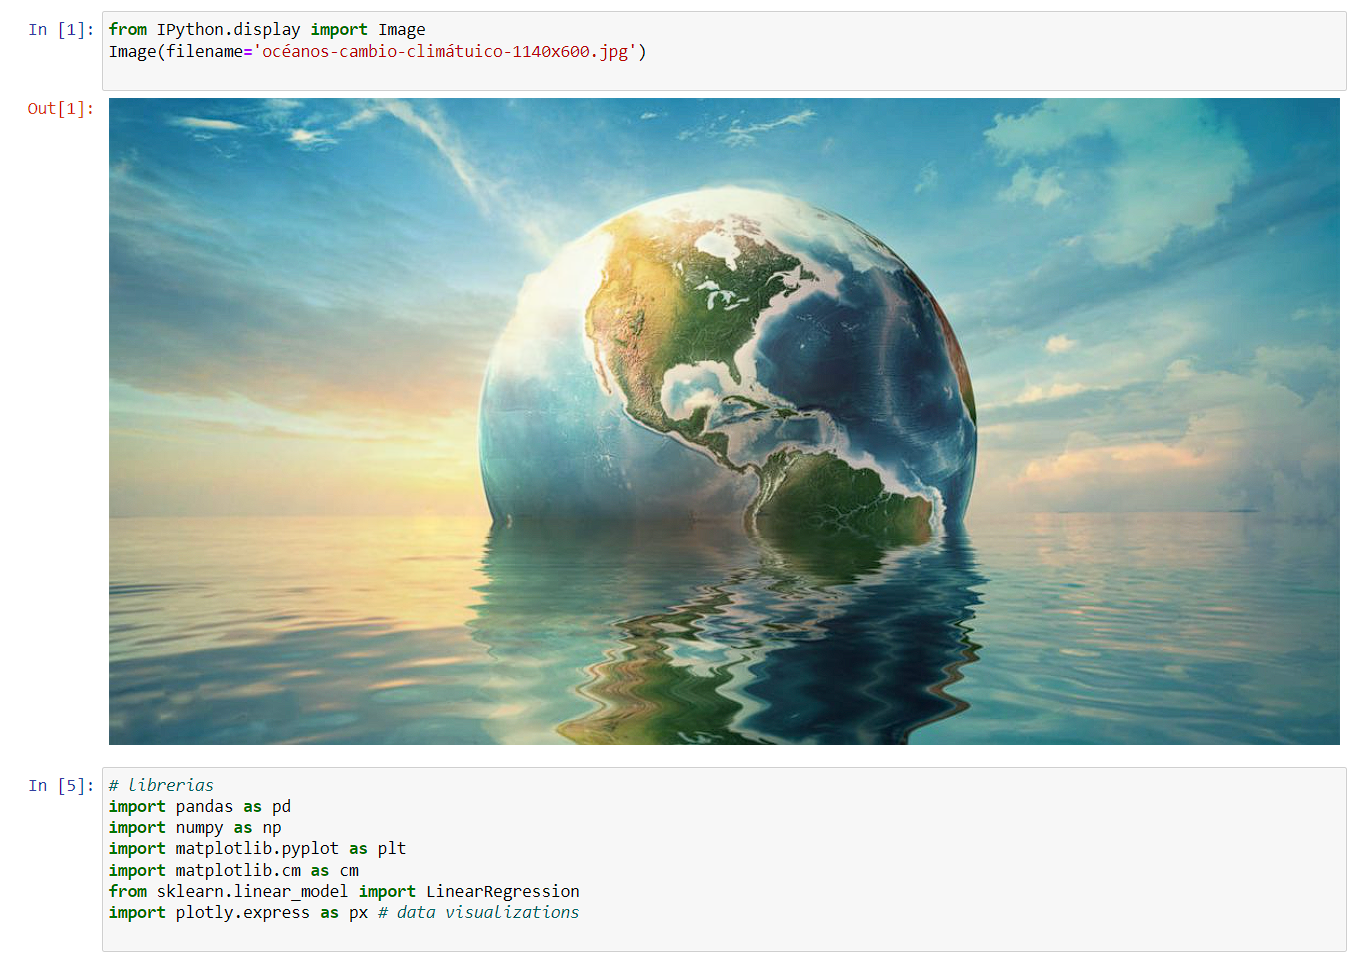 In [1]: from IPython.display import Image
Image(filename='océanos-cambio-climátuico-1140x600.jpg')
Out[1]:
In [5]: # librerias
import pandas as pd
import numpy as np
import matplotlib.pyplot as plt
import matplotlib.cm as cm
from sklearn.linear_model import LinearRegression
import plotly.express as px # data visualizations